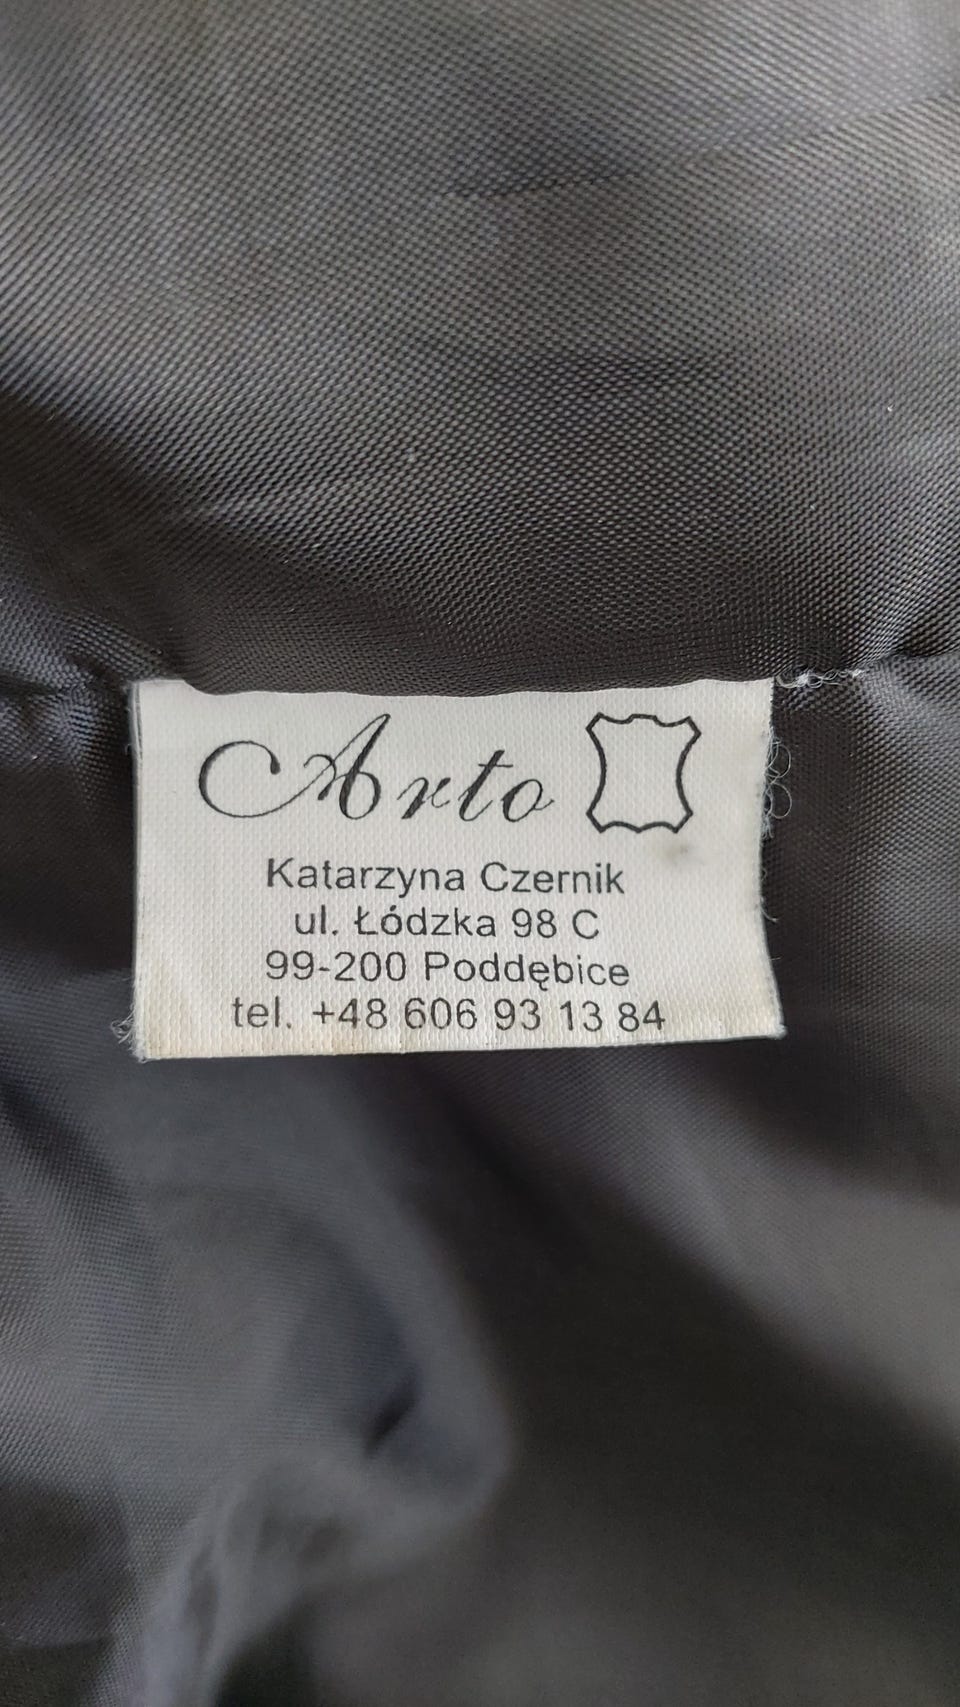 Arto
Katarzyna Czernik
ul. Łódzka 98 C
99-200 Poddębice
tel. +48 606 93 13 84